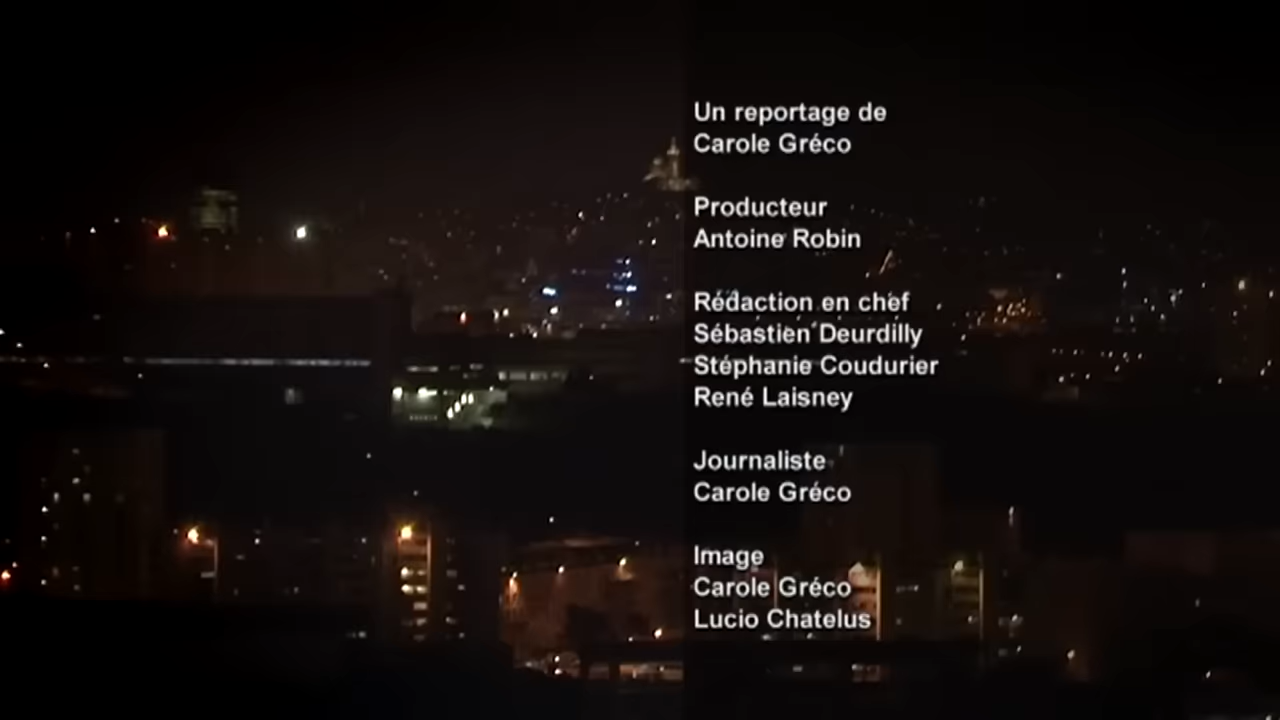 Un reportage de
Carole Gréco
Producteur
Antoine Robin
Rédaction en chef
Sébastien Deurdilly
Stéphanie Coudurier
René Laisney
Journaliste
Carole Gréco
Image
Carole Gréco
Lucio Chatelus